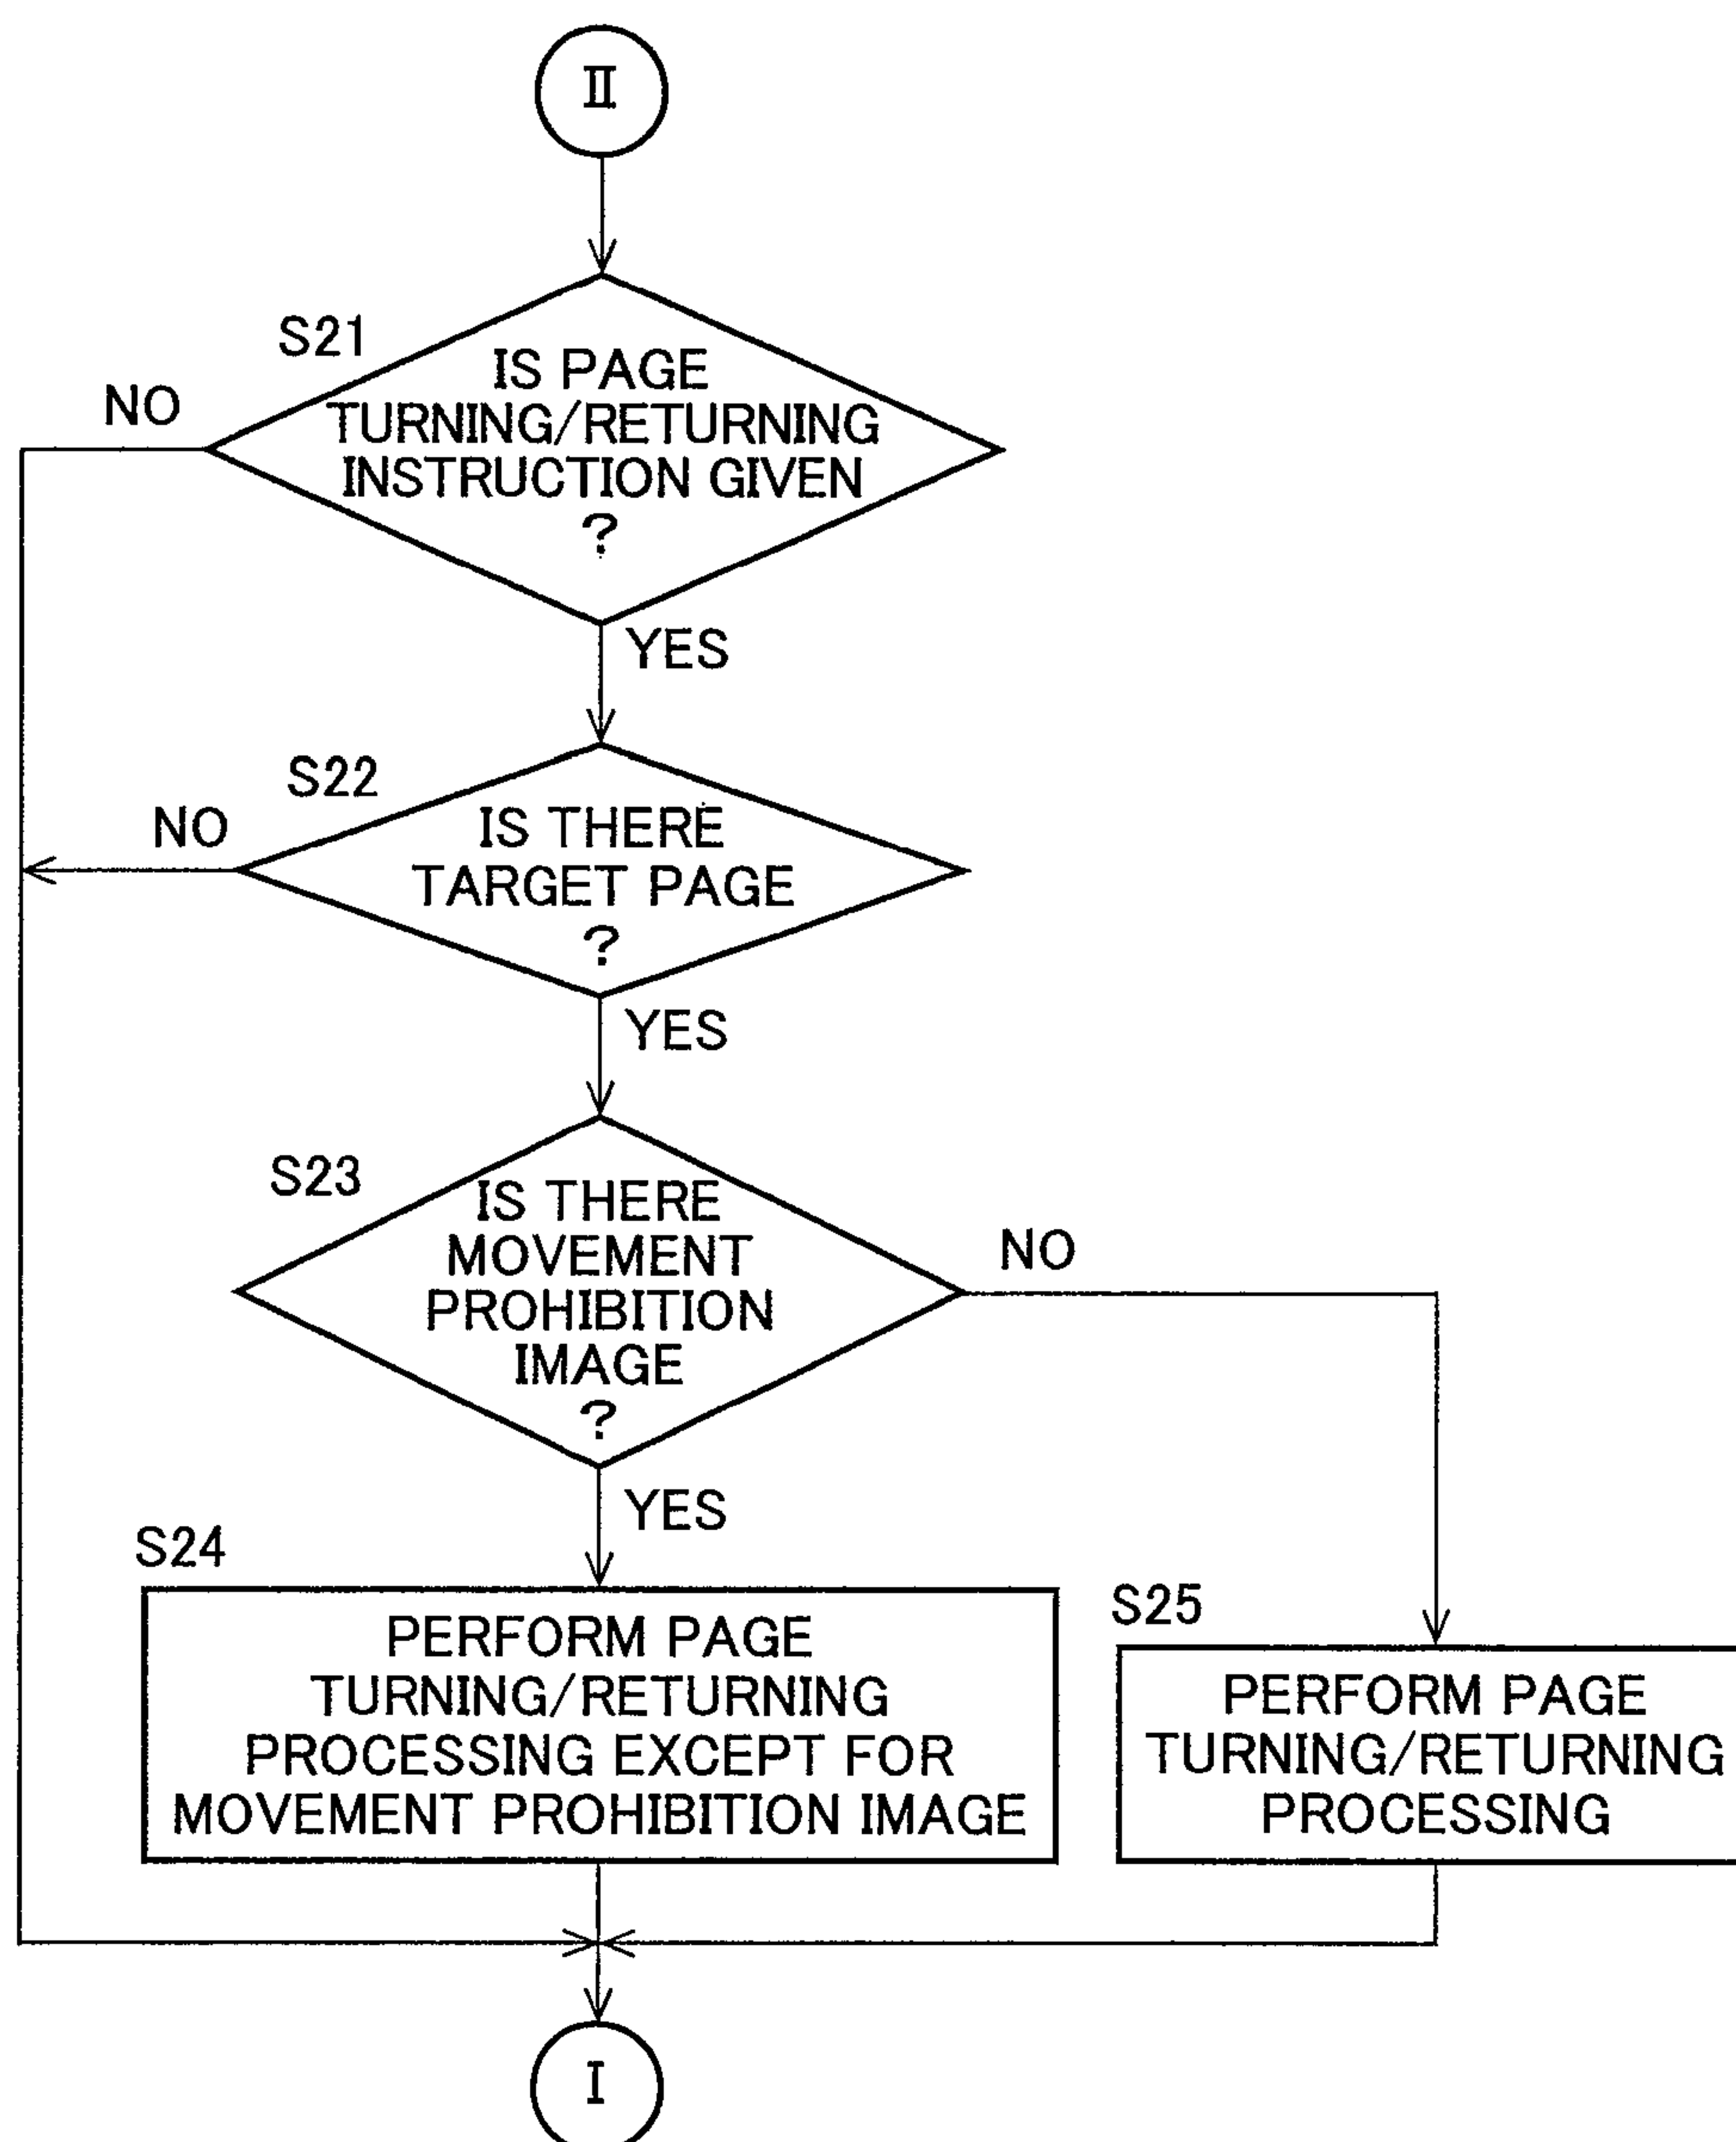 II
S21
IS PAGE
TURNING/RETURNING
INSTRUCTION GIVEN
?
NO
YES
S22
IS THERE
TARGET PAGE
?
NO
YES
S23
IS THERE
MOVEMENT
PROHIBITION
IMAGE
?
NO
YES
S24
PERFORM PAGE
TURNING/RETURNING
PROCESSING EXCEPT FOR
MOVEMENT PROHIBITION IMAGE
S25
PERFORM PAGE
TURNING/RETURNING
PROCESSING
I